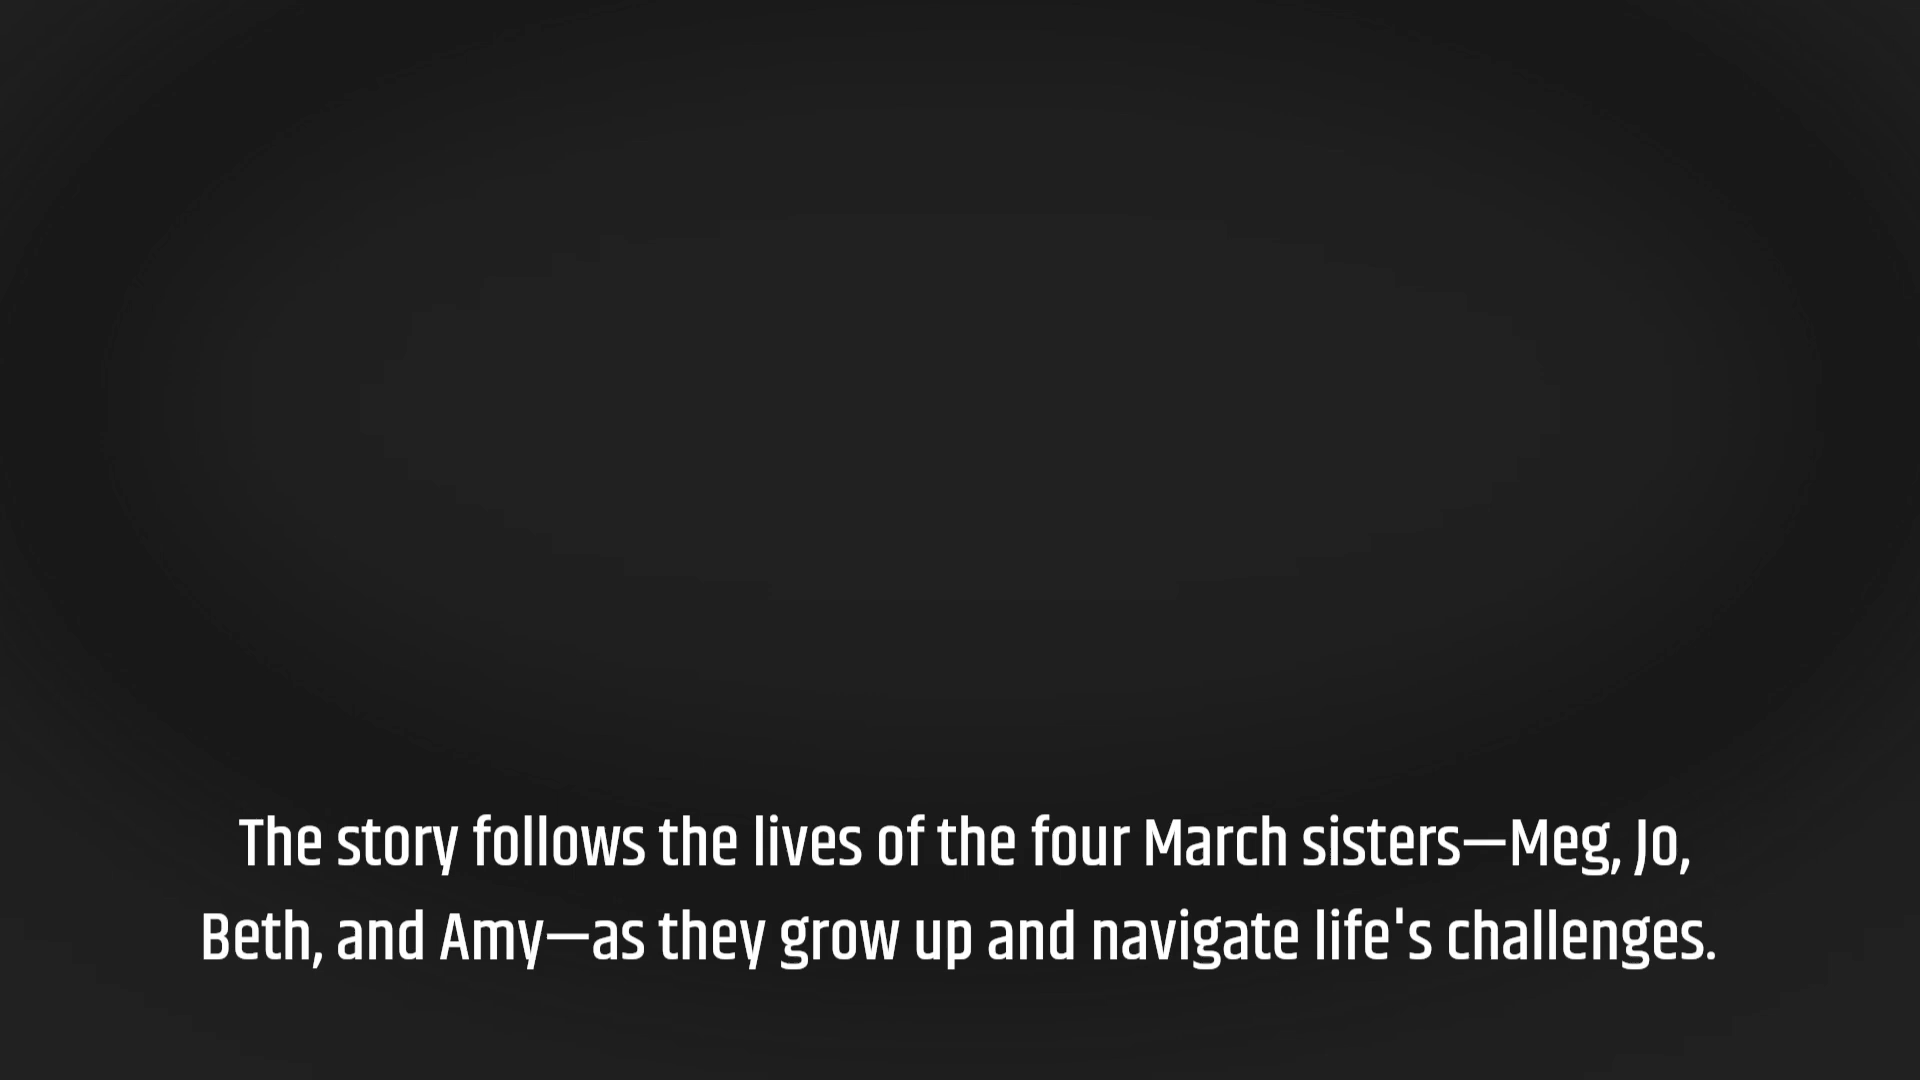 The story follows the lives of the four March sisters—Meg, Jo,
Beth, and Amy—as they grow up and navigate life's challenges.